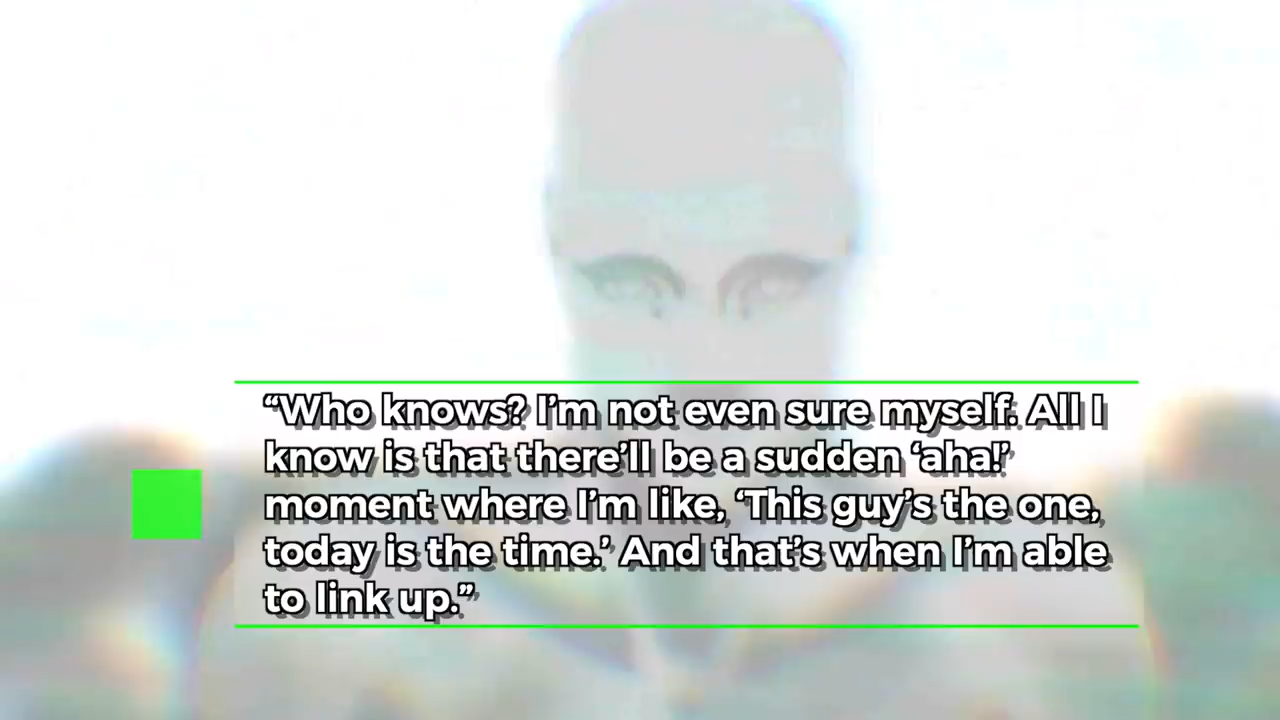 “Who knows? I’m not even sure myself. All I
know is that there’ll be a sudden ‘aha!’
moment where I’m like, ‘This guy’s the one,
today is the time.’ And that’s when I’m able
to link up.”